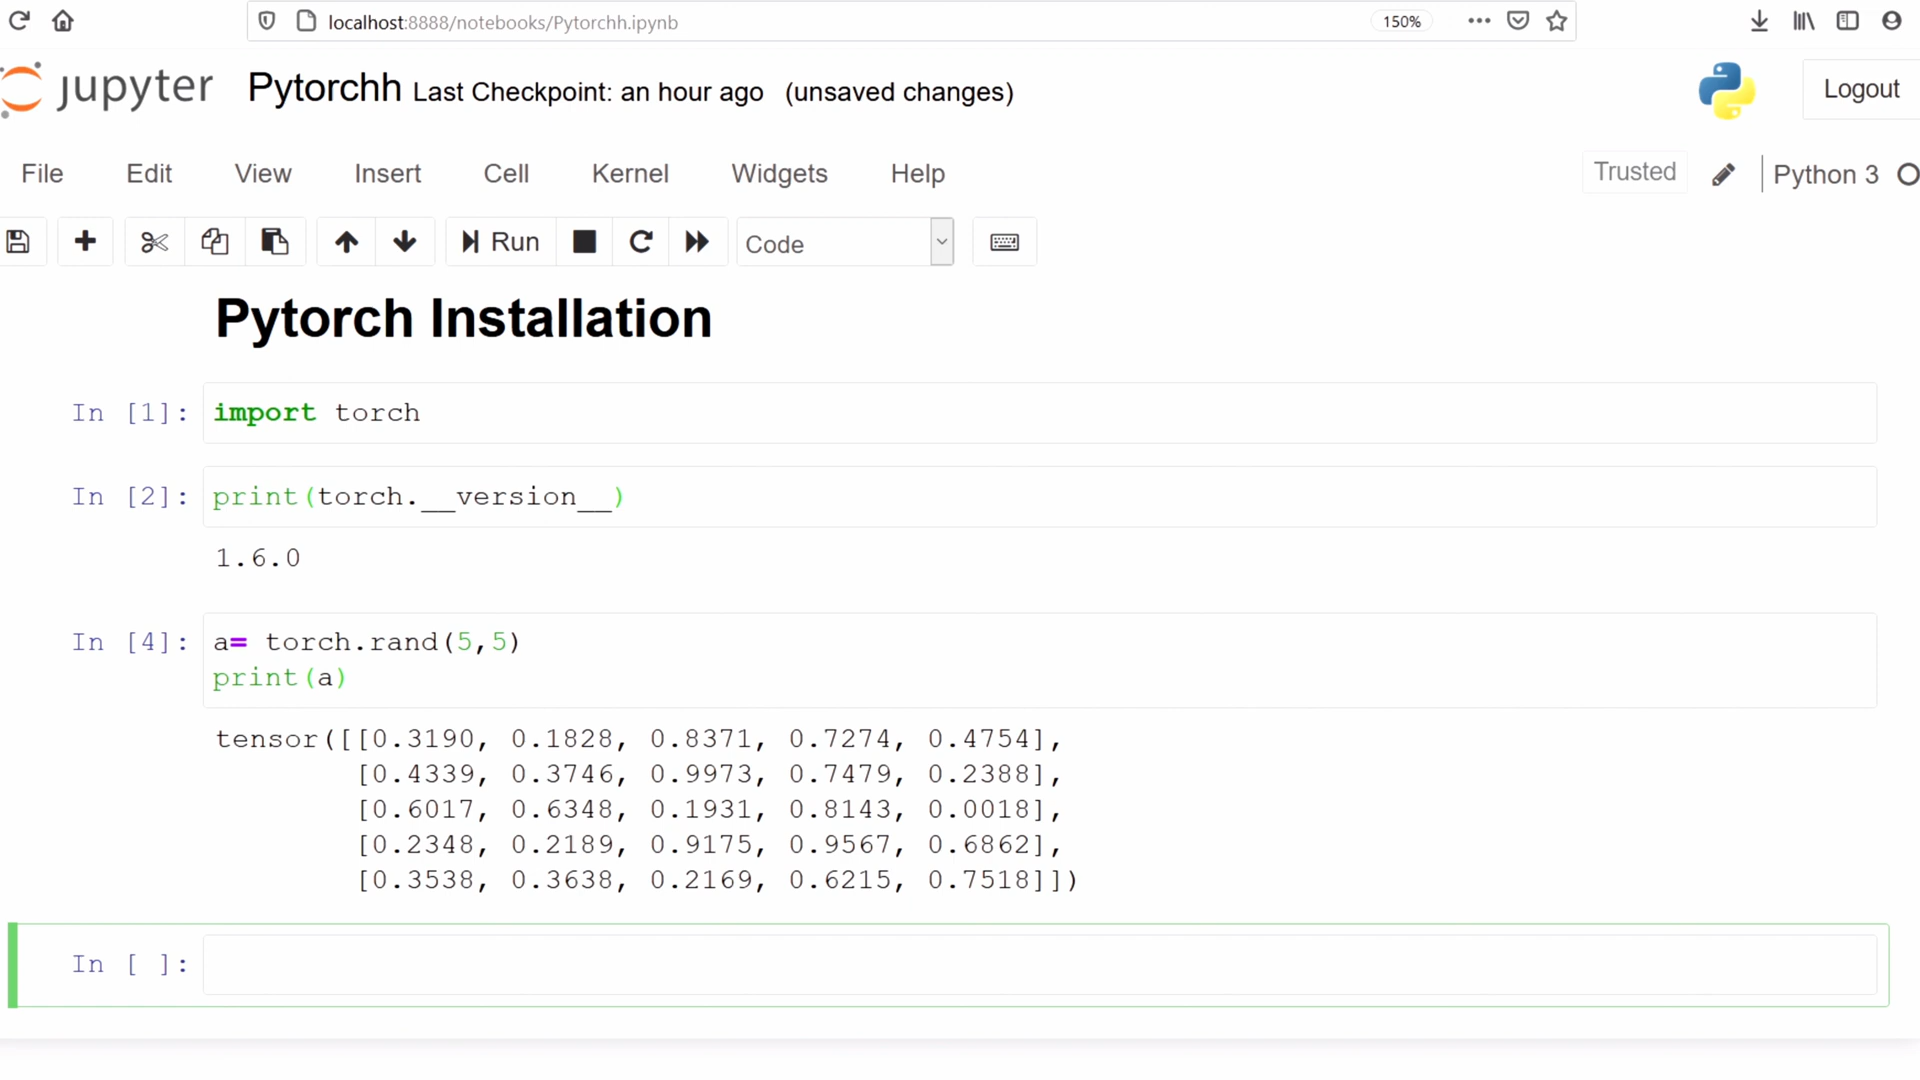 localhost:8888/notebooks/Pytorchh.ipynb 150%
jupyter Pytorchh Last Checkpoint: an hour ago (unsaved changes) Logout
File Edit View Insert Cell Kernel Widgets Help Trusted Python 3
Run Code
Pytorch Installation
In [1]: import torch
In [2]: print(torch.__version__)
1.6.0
In [4]: a= torch.rand(5,5)
print(a)
tensor([[0.3190, 0.1828, 0.8371, 0.7274, 0.4754],
[0.4339, 0.3746, 0.9973, 0.7479, 0.2388],
[0.6017, 0.6348, 0.1931, 0.8143, 0.0018],
[0.2348, 0.2189, 0.9175, 0.9567, 0.6862],
[0.3538, 0.3638, 0.2169, 0.6215, 0.7518]])
In [ ]: